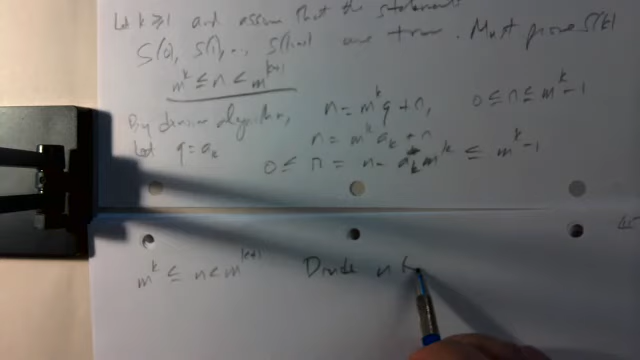 Let k ≥ 1 and assume that the statements
S(0), S(1), ..., S(k-1) are true. Must prove S(k)
m^k ≤ n < m^{k+1}
By division algorithm, n = m^k q + r, 0 ≤ r ≤ m^k - 1
Let q = a_k n = m^k a_k + r
0 ≤ r = n - a_k m^k ≤ m^k - 1
m^k ≤ n < m^{k+1} Divide n